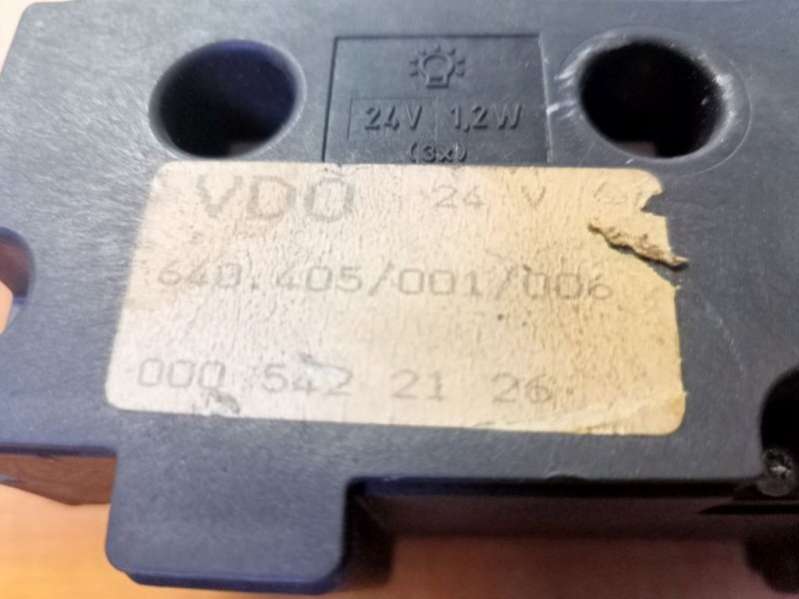 24V 1,2W
(3x)
VDO 24 V
640.405/001/006
000 542 21 26